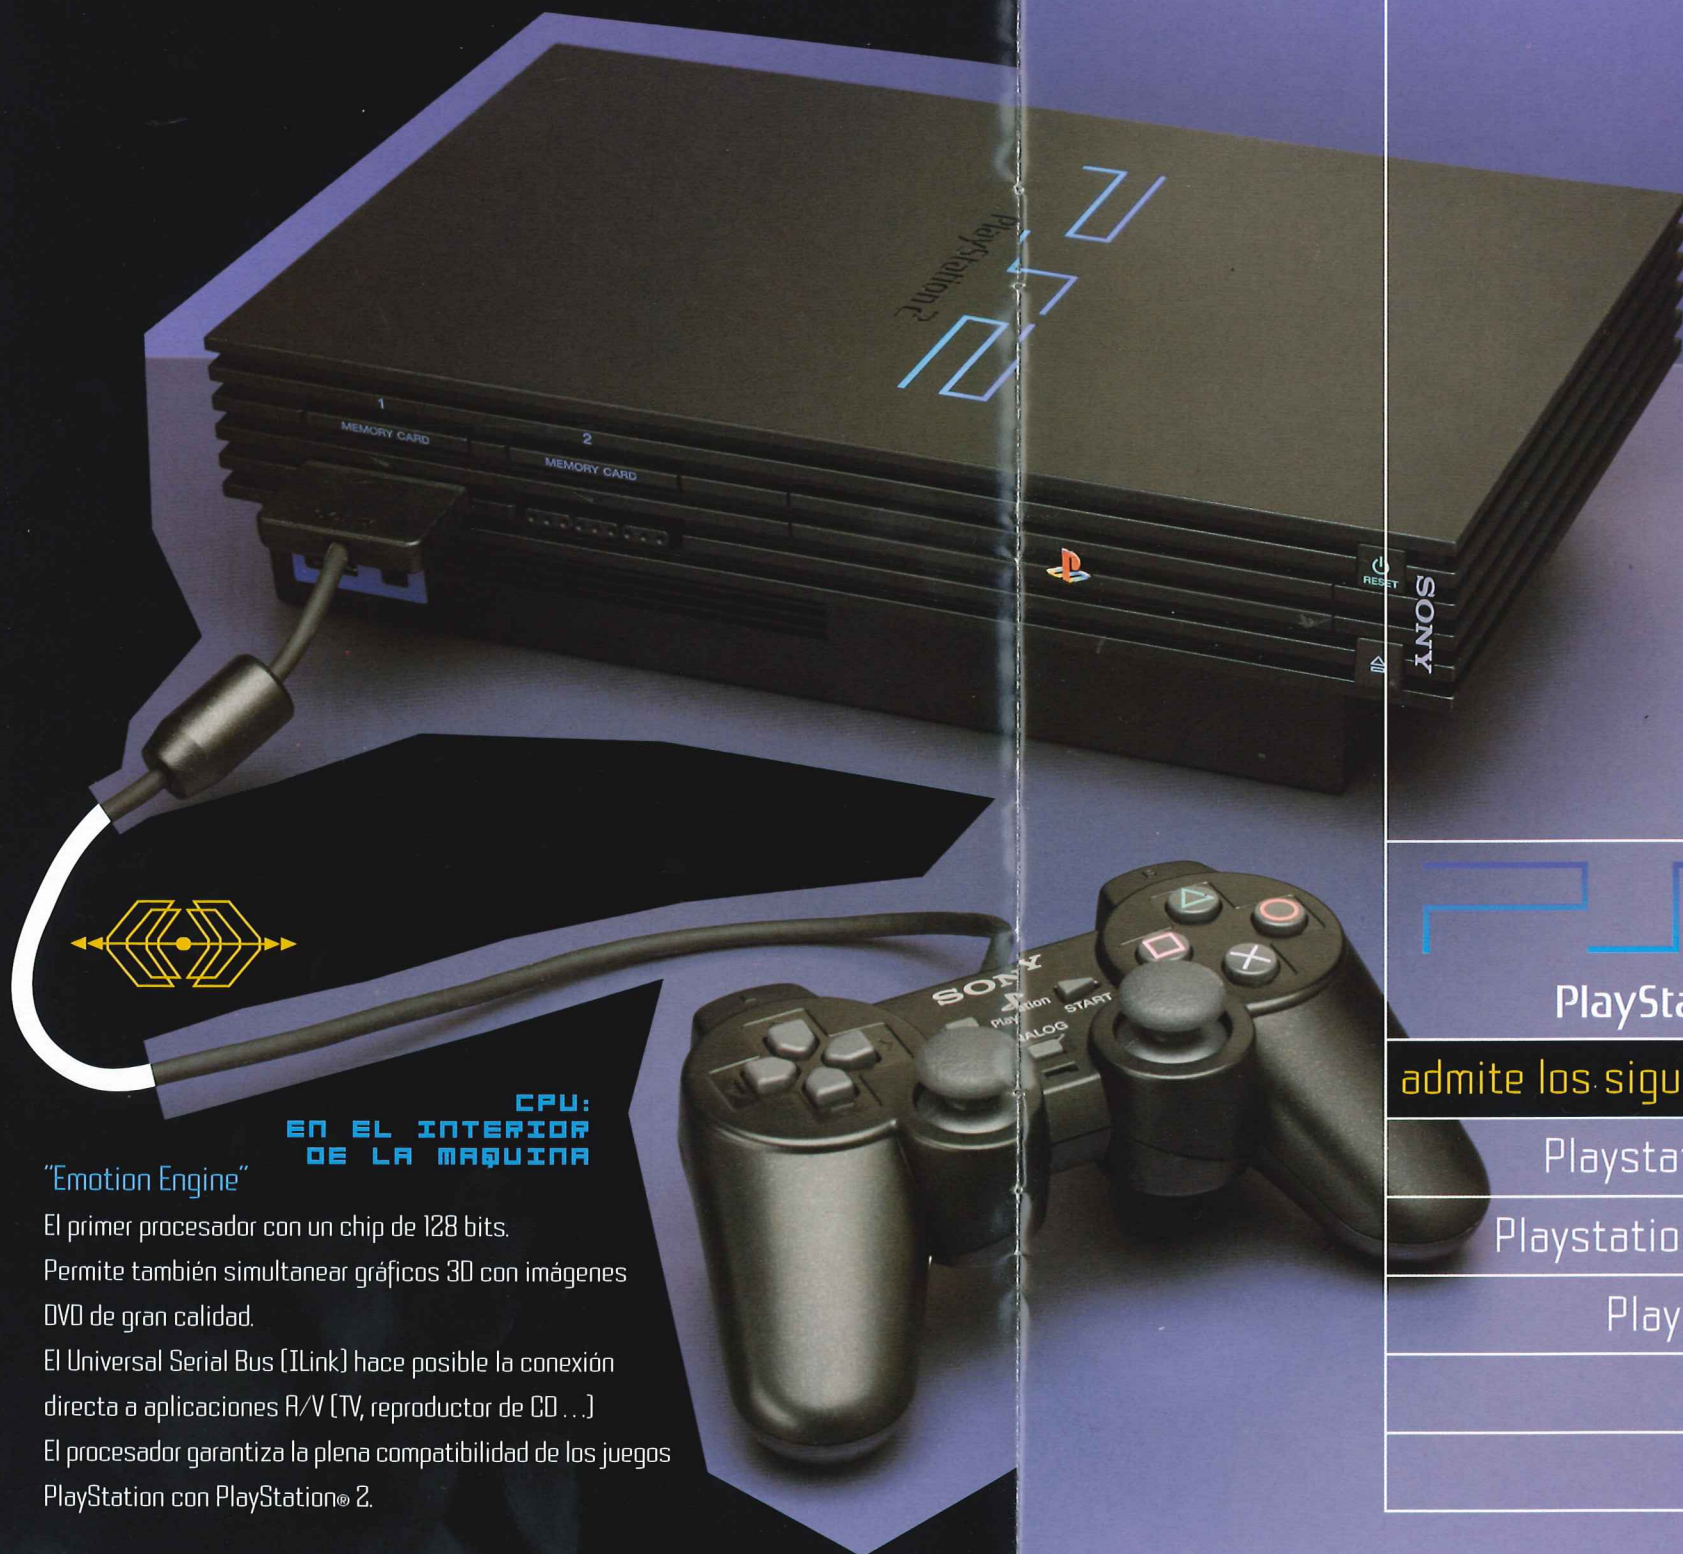 PlayStation 2
1
MEMORY CARD
2
MEMORY CARD
RESET
SONY
SONY
START
CPU:
EN EL INTERIOR
DE LA MAQUINA
"Emotion Engine"
El primer procesador con un chip de 128 bits.
Permite también simultanear gráficos 3D con imágenes
DVD de gran calidad.
El Universal Serial Bus (ILink) hace posible la conexión
directa a aplicaciones A/V (TV, reproductor de CD ...)
El procesador garantiza la plena compatibilidad de los juegos
PlayStation con PlayStation® 2.
PlaySta
admite los sigu
Playsta
Playstatio
Play